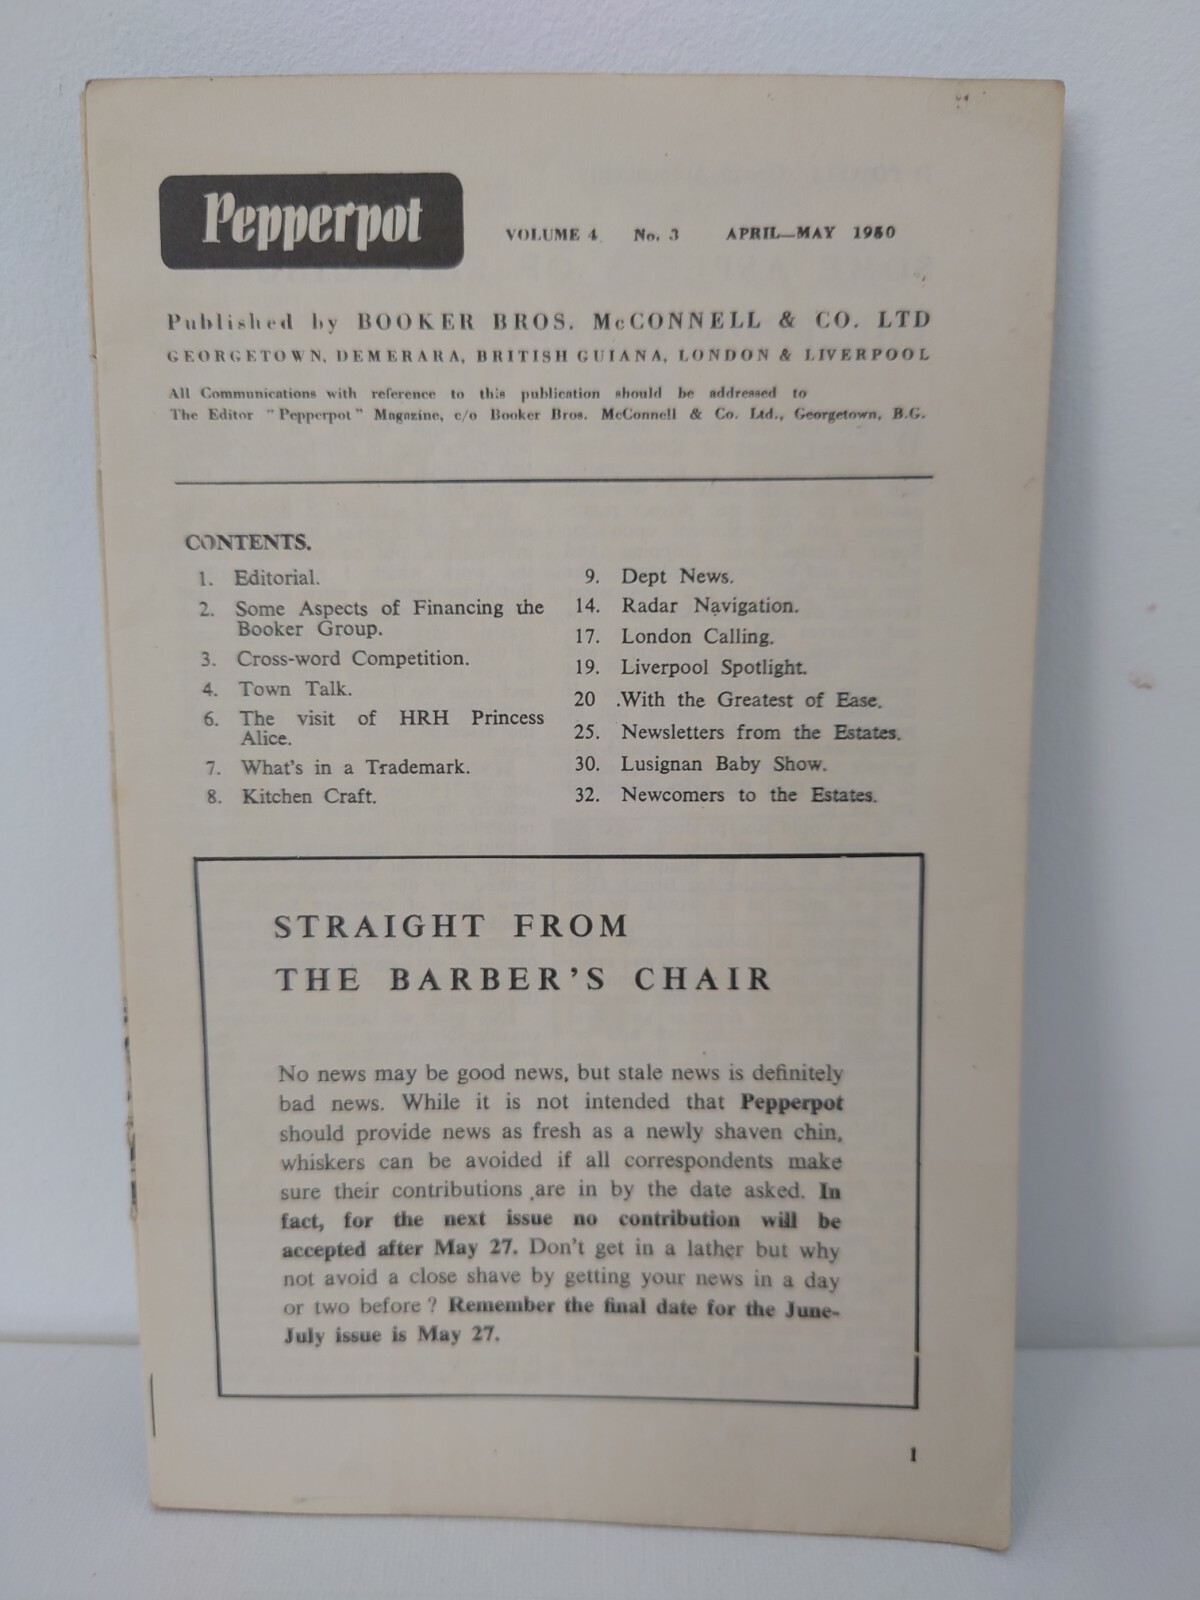 Pepperpot VOLUME 4 No. 3 APRIL—MAY 1950
Published by BOOKER BROS. McCONNELL & CO. LTD
GEORGETOWN, DEMERARA, BRITISH GUIANA, LONDON & LIVERPOOL
All Communications with reference to this publication should be addressed to
The Editor "Pepperpot" Magazine, c/o Booker Bros. McConnell & Co. Ltd., Georgetown, B.G.
CONTENTS.
1. Editorial.
2. Some Aspects of Financing the
Booker Group.
3. Cross-word Competition.
4. Town Talk.
6. The visit of HRH Princess
Alice.
7. What's in a Trademark.
8. Kitchen Craft.
9. Dept News.
14. Radar Navigation.
17. London Calling.
19. Liverpool Spotlight.
20 .With the Greatest of Ease.
25. Newsletters from the Estates.
30. Lusignan Baby Show.
32. Newcomers to the Estates.
STRAIGHT FROM
THE BARBER'S CHAIR
No news may be good news, but stale news is definitely
bad news. While it is not intended that Pepperpot
should provide news as fresh as a newly shaven chin,
whiskers can be avoided if all correspondents make
sure their contributions are in by the date asked. In
fact, for the next issue no contribution will be
accepted after May 27. Don't get in a lather but why
not avoid a close shave by getting your news in a day
or two before? Remember the final date for the June-
July issue is May 27.
1